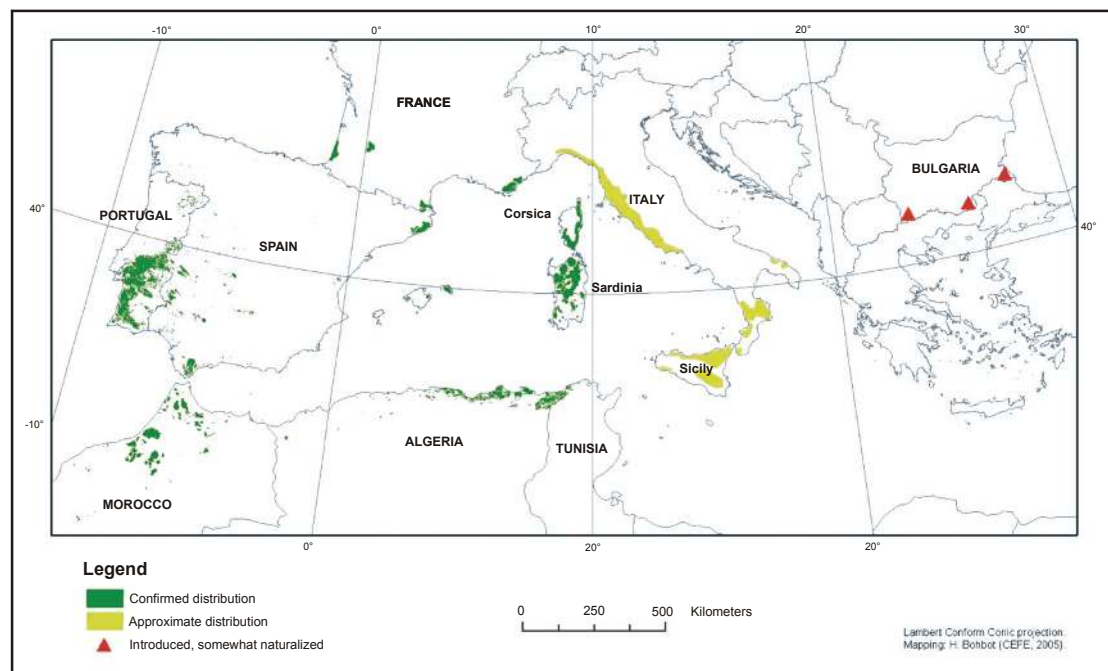 -10°
0°
10°
20°
30°
FRANCE
BULGARIA
Corsica
ITALY
40°
PORTUGAL
SPAIN
40°
Sardinia
Sicily
-10°
ALGERIA
TUNISIA
MOROCCO
0°
20°
20°
Legend
Confirmed distribution
Approximate distribution
Introduced, somewhat naturalized
0 250 500 Kilometers
Lambert Conform Conic projection.
Mapping: H. Bohbot (CEFE, 2005).